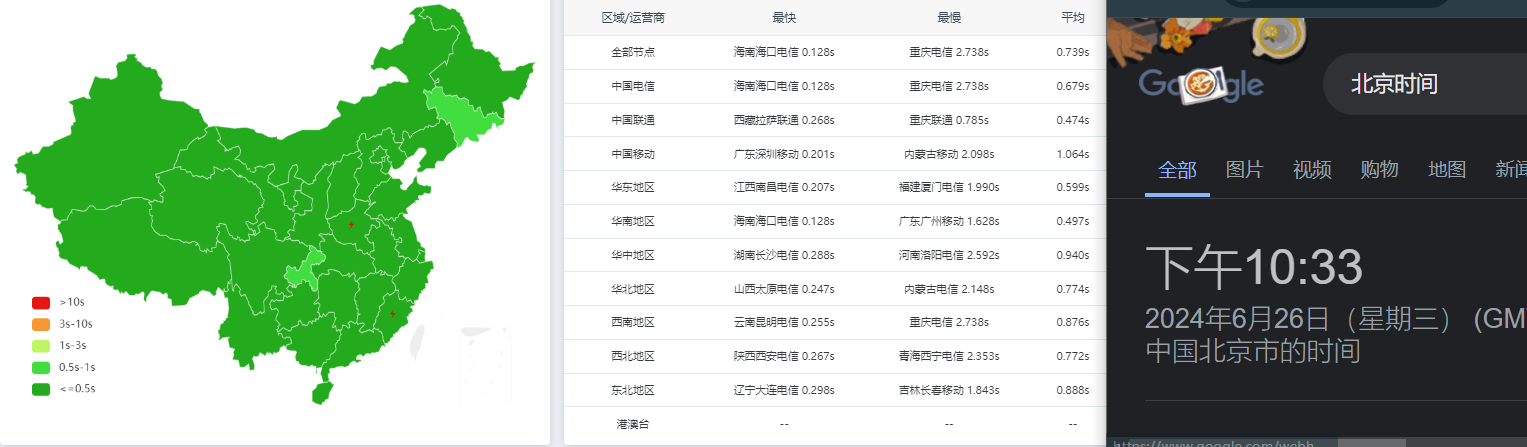 >10s
3s-10s
1s-3s
0.5s-1s
<=0.5s
区域/运营商 最快 最慢 平均
全部节点 海南海口电信 0.128s 重庆电信 2.738s 0.739s
中国电信 海南海口电信 0.128s 重庆电信 2.738s 0.679s
中国联通 西藏拉萨联通 0.268s 重庆联通 0.785s 0.474s
中国移动 广东深圳移动 0.201s 内蒙古移动 2.098s 1.064s
华东地区 江西南昌电信 0.207s 福建厦门电信 1.990s 0.599s
华南地区 海南海口电信 0.128s 广东广州移动 1.628s 0.497s
华中地区 湖南长沙电信 0.288s 河南洛阳电信 2.592s 0.940s
华北地区 山西太原电信 0.247s 内蒙古电信 2.148s 0.774s
西南地区 云南昆明电信 0.255s 重庆电信 2.738s 0.876s
西北地区 陕西西安电信 0.267s 青海西宁电信 2.353s 0.772s
东北地区 辽宁大连电信 0.298s 吉林长春移动 1.843s 0.888s
港澳台 -- -- --
Google
北京时间
全部 图片 视频 购物 地图 新闻
下午10:33
2024年6月26日（星期三） (GM
中国北京市的时间